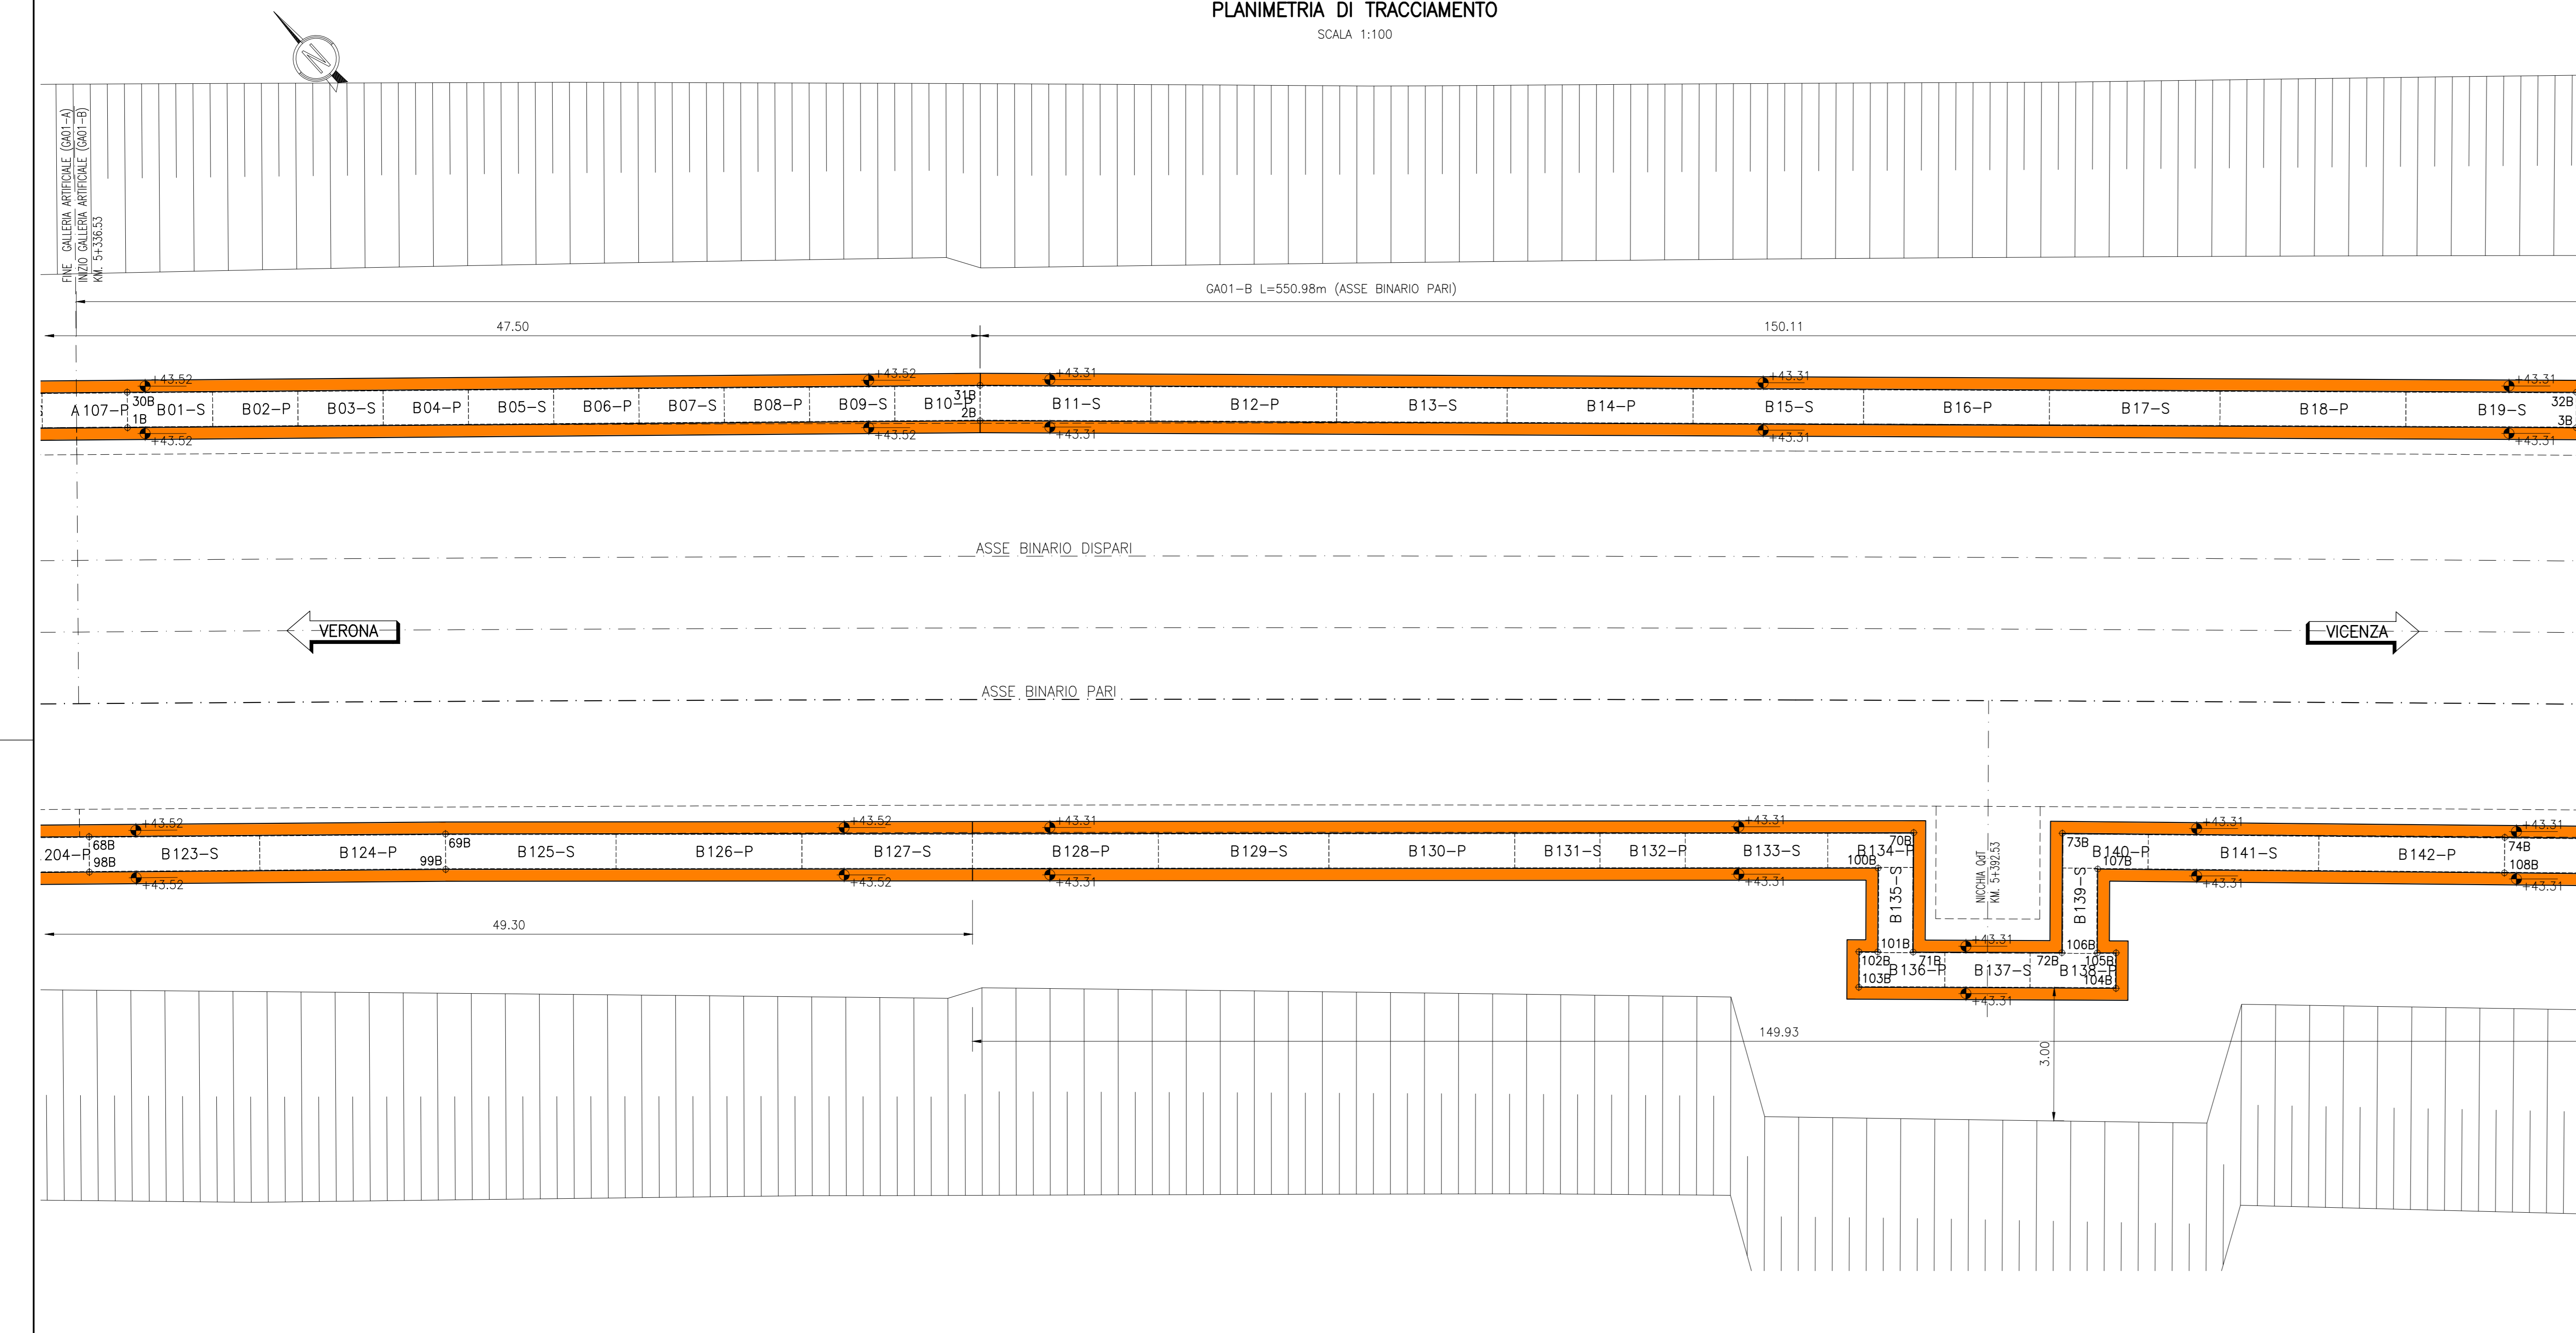 PLANIMETRIA DI TRACCIAMENTO
SCALA 1:100
N
FINE GALLERIA ARTIFICIALE (GA01-A)
INIZIO GALLERIA ARTIFICIALE (GA01-B)
KM. 5+336.53
GA01-B L=550.98m (ASSE BINARIO PARI)
47.50
150.11
+43.52
+43.52
+43.31
+43.31
+43.31
A107-P
30B
1B
B01-S
B02-P
B03-S
B04-P
B05-S
B06-P
B07-S
B08-P
B09-S
B10-P
31B
2B
B11-S
B12-P
B13-S
B14-P
B15-S
B16-P
B17-S
B18-P
B19-S
32B
3B
+43.52
+43.52
+43.31
+43.31
+43.31
ASSE BINARIO DISPARI
VERONA
VICENZA
ASSE BINARIO PARI
+43.52
+43.52
+43.31
+43.31
+43.31
+43.31
204-P
68B
98B
B123-S
B124-P
69B
99B
B125-S
B126-P
B127-S
B128-P
B129-S
B130-P
B131-S
B132-P
B133-S
B134-P
70B
100B
73B
B140-P
107B
B141-S
B142-P
74B
108B
+43.52
+43.52
+43.31
+43.31
+43.31
+43.31
B135-S
NICCHIA QdT
KM. 5+392.53
B139-S
49.30
101B
+43.31
106B
102B
71B
72B
105B
B136-P
B137-S
B138-P
103B
104B
+43.31
149.93
3.00